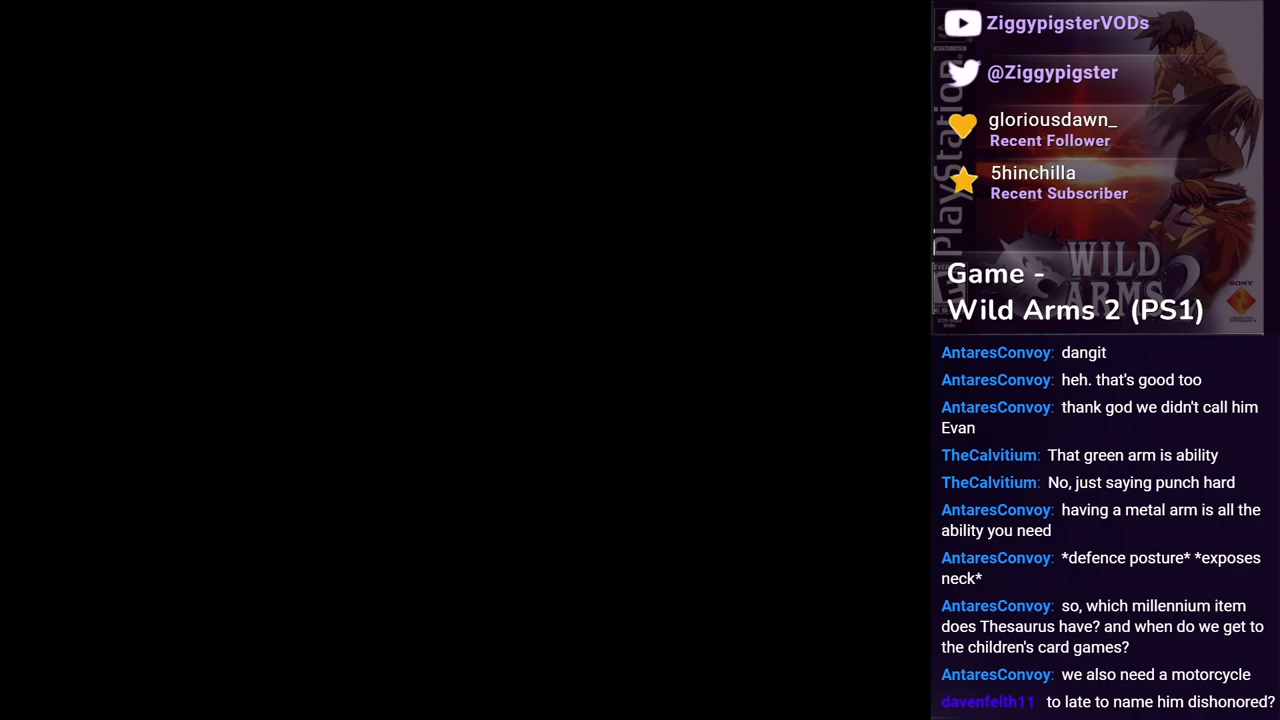 ZiggypigsterVODs
@Ziggypigster
gloriousdawn_
Recent Follower
5hinchilla
Recent Subscriber
PlayStation
WILD
ARMS 2
SONY
Game -
Wild Arms 2 (PS1)
AntaresConvoy: dangit
AntaresConvoy: heh. that's good too
AntaresConvoy: thank god we didn't call him
Evan
TheCalvitium: That green arm is ability
TheCalvitium: No, just saying punch hard
AntaresConvoy: having a metal arm is all the
ability you need
AntaresConvoy: *defence posture* *exposes
neck*
AntaresConvoy: so, which millennium item
does Thesaurus have? and when do we get to
the children's card games?
AntaresConvoy: we also need a motorcycle
davenfelth11: to late to name him dishonored?